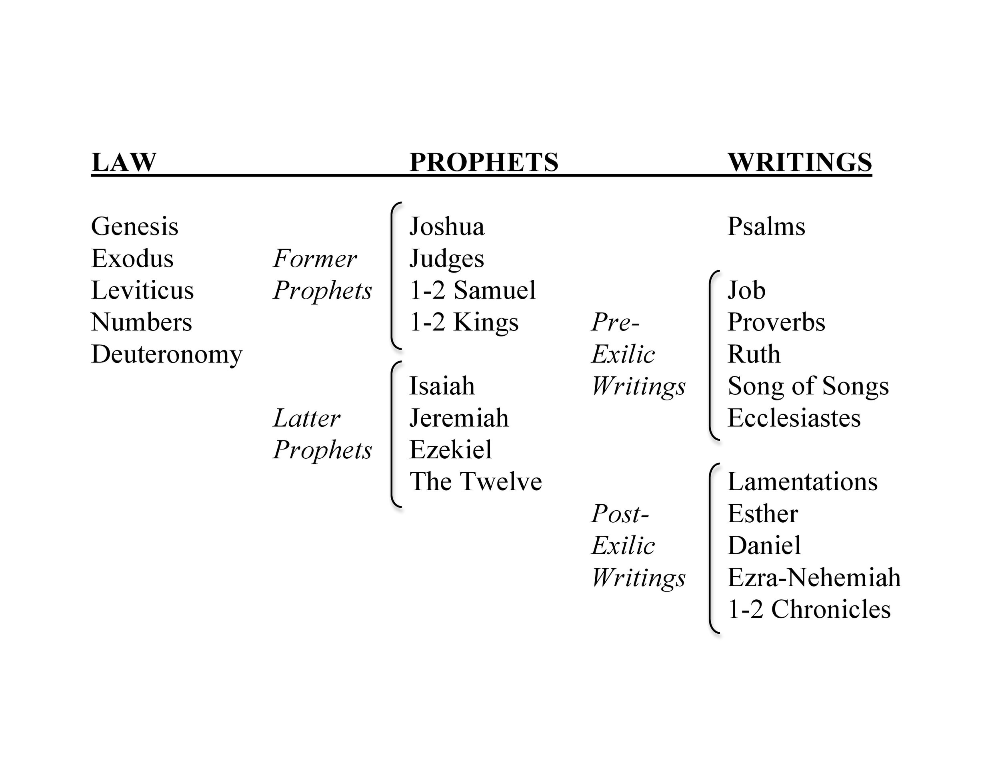 LAW
PROPHETS
WRITINGS
Genesis
Exodus
Leviticus
Numbers
Deuteronomy
Former
Prophets
Joshua
Judges
1-2 Samuel
1-2 Kings
Latter
Prophets
Isaiah
Jeremiah
Ezekiel
The Twelve
Psalms
Pre-
Exilic
Writings
Job
Proverbs
Ruth
Song of Songs
Ecclesiastes
Post-
Exilic
Writings
Lamentations
Esther
Daniel
Ezra-Nehemiah
1-2 Chronicles